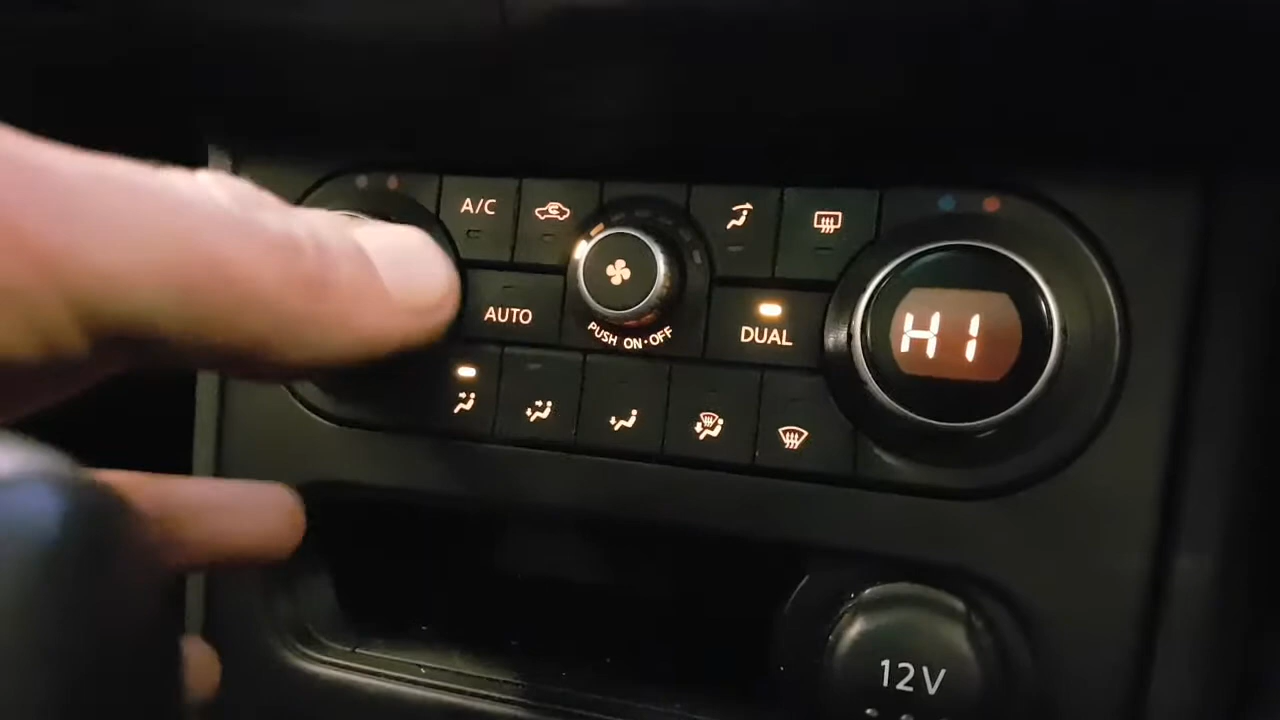 A/C
AUTO
PUSH ON·OFF
DUAL
HI
12V